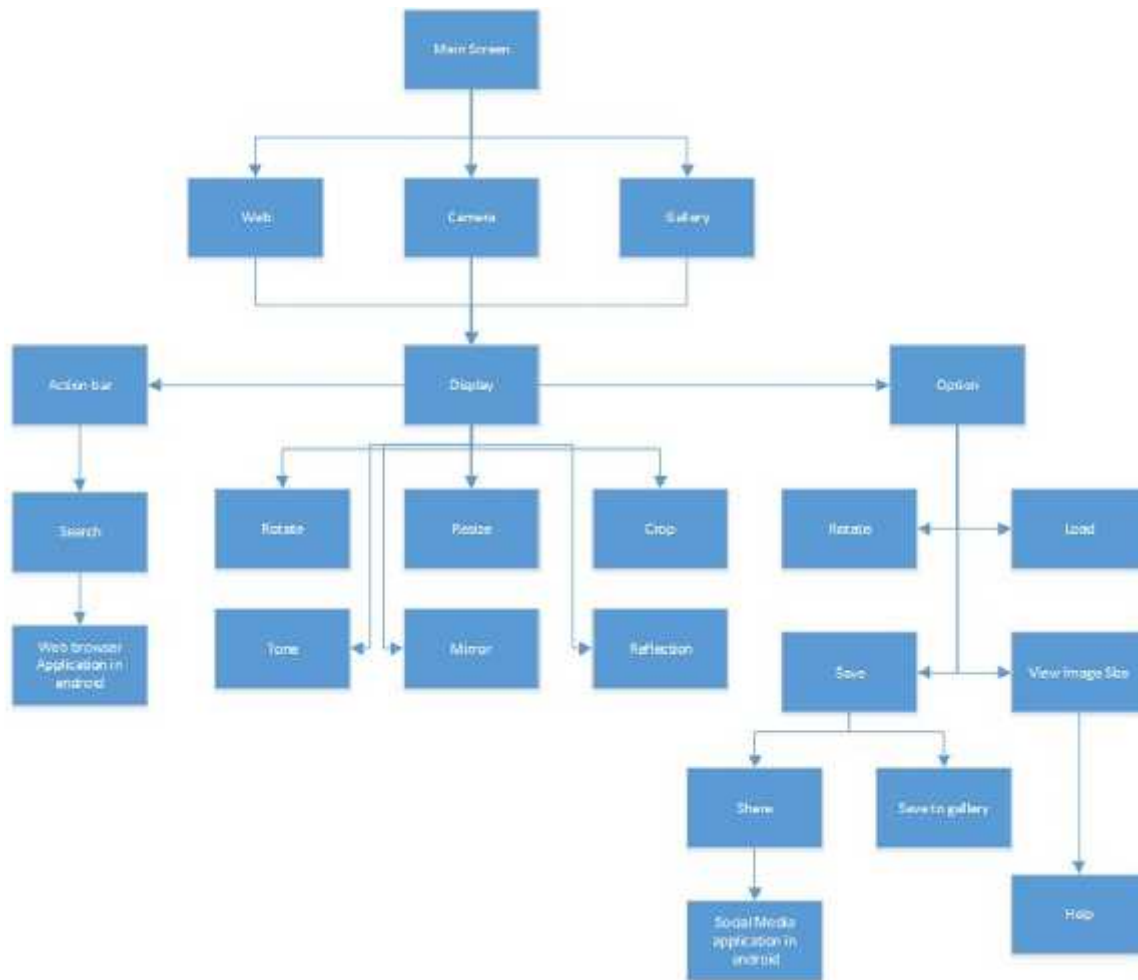 Main Screen
Web
Camera
Gallery
Action bar
Display
Option
Search
Rotate
Resize
Crop
Rotate
Load
Web browser
Application in
android
Tone
Mirror
Reflection
Save
View Image Size
Share
Save to gallery
Social Media
application in
android
Help